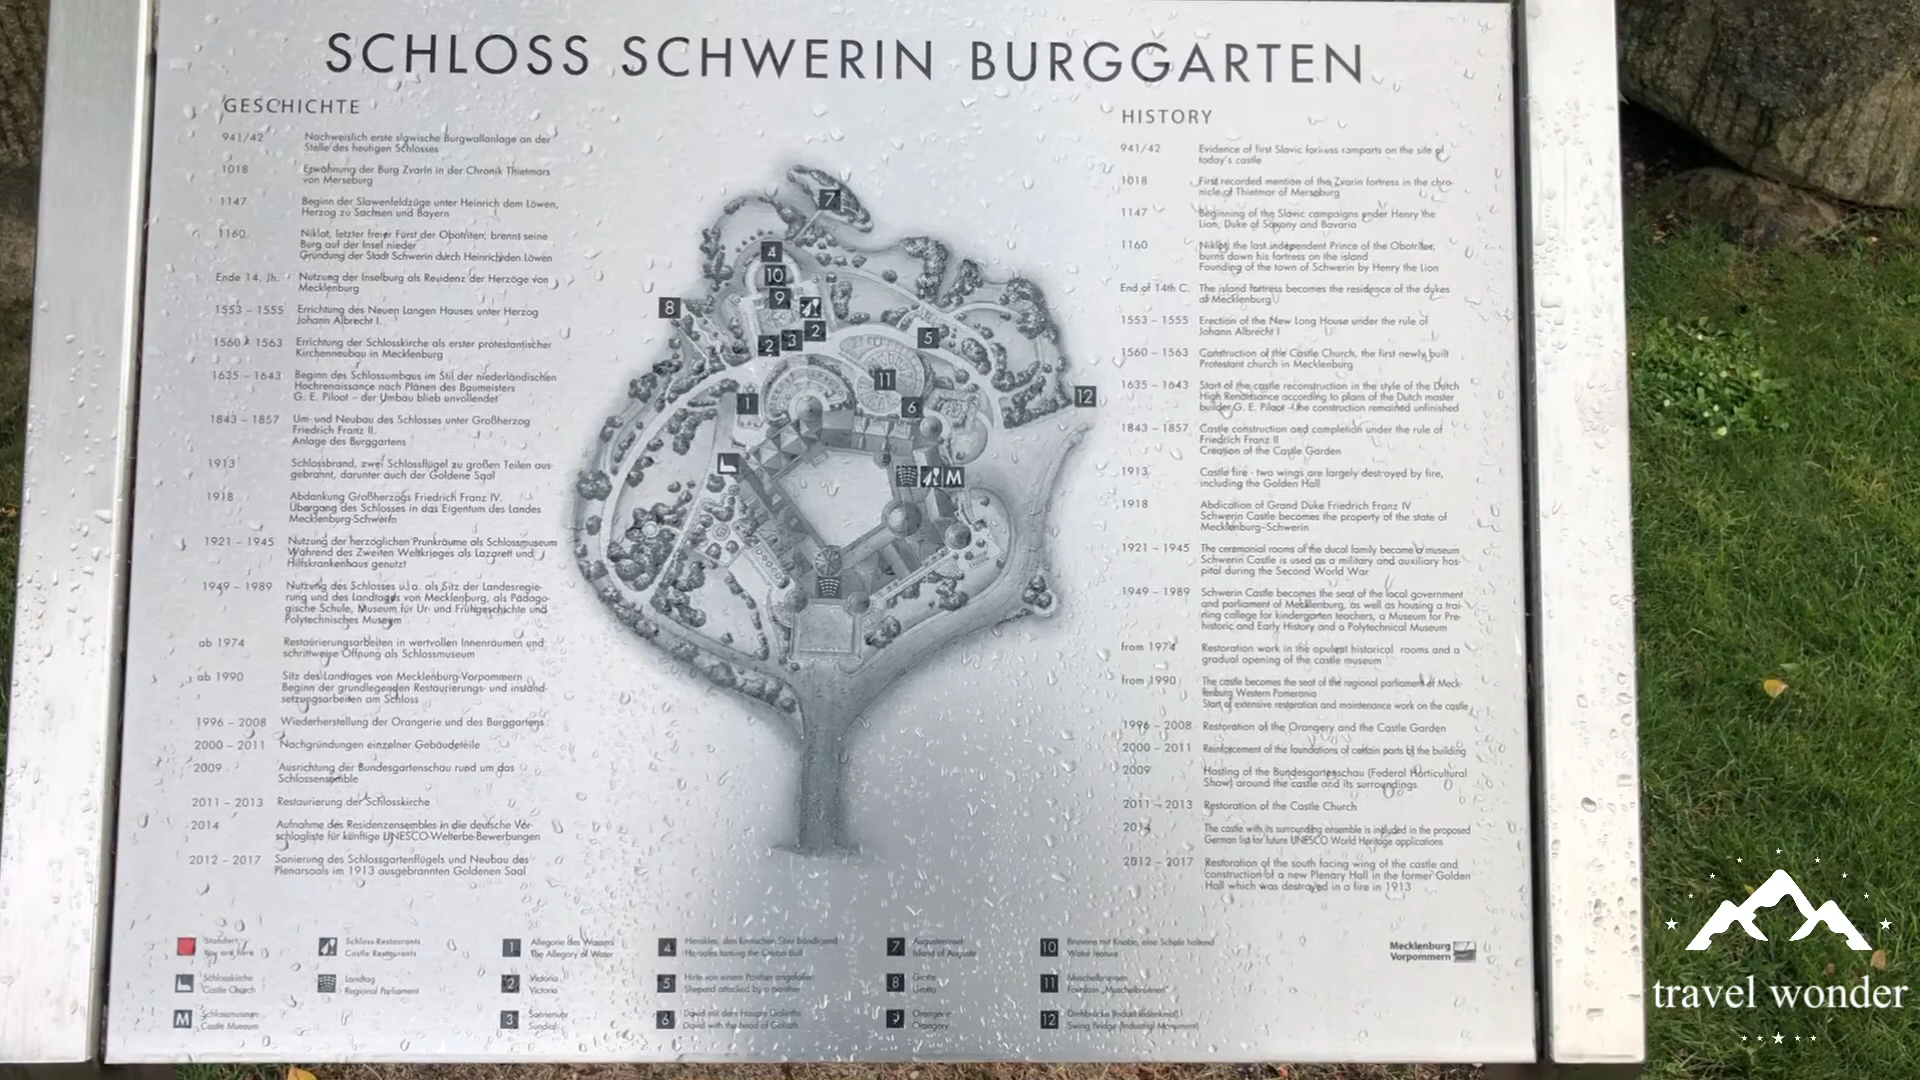 SCHLOSS SCHWERIN BURGGARTEN
GESCHICHTE
941/42 Nachweislich erste slawische Burgwallanlage an der
Stelle des heutigen Schlosses
1018 Erwähnung der Burg Zvarin in der Chronik Thietmars
von Merseburg
1147 Beginn der Slawenfeldzüge unter Heinrich dem Löwen,
Herzog zu Sachsen und Bayern
1160 Niklot, letzter freier Fürst der Obotriten, brennt seine
Burg auf der Insel nieder
Gründung der Stadt Schwerin durch Heinrich den Löwen
Ende 14. Jh. Nutzung der Inselburg als Residenz der Herzöge von
Mecklenburg
1553 – 1555 Errichtung des Neuen Langen Hauses unter Herzog
Johann Albrecht I.
1560 – 1563 Errichtung der Schlosskirche als erster protestantischer
Kirchenneubau in Mecklenburg
1635 – 1643 Beginn des Schlossumbaus im Stil der niederländischen
Hochrenaissance nach Plänen des Baumeisters
G. E. Piloot – der Umbau blieb unvollendet
1843 – 1857 Um- und Neubau des Schlosses unter Großherzog
Friedrich Franz II.
Anlage des Burggartens
1913 Schlossbrand, zwei Schlossflügel zu großen Teilen aus-
gebrannt, darunter auch der Goldene Saal
1918 Abdankung Großherzogs Friedrich Franz IV.
Übergang des Schlosses in das Eigentum des Landes
Mecklenburg-Schwerin
1921 – 1945 Nutzung der herzoglichen Prunkräume als Schlossmuseum
Während des Zweiten Weltkrieges als Lazarett und
Hilfskrankenhaus genutzt
1949 – 1989 Nutzung des Schlosses u.a. als Sitz der Landesregie-
rung und des Landtages von Mecklenburg, als Pädago-
gische Schule, Museum für Ur- und Frühgeschichte und
Polytechnisches Museum
ab 1974 Restaurierungsarbeiten in wertvollen Innenräumen und
schrittweise Öffnung als Schlossmuseum
ab 1990 Sitz des Landtages von Mecklenburg-Vorpommern
Beginn der grundlegenden Restaurierungs- und Instand-
setzungsarbeiten am Schloss
1996 – 2008 Wiederherstellung der Orangerie und des Burggartens
2000 – 2011 Nachgründungen einzelner Gebäudeteile
2009 Ausrichtung der Bundesgartenschau rund um das
Schlossensemble
2011 – 2013 Restaurierung der Schlosskirche
2014 Aufnahme des Residenzensembles in die deutsche Vor-
schlagliste für künftige UNESCO-Welterbe-Bewerbungen
2012 – 2017 Sanierung des Schlossgartenflügels und Neubau des
Plenarsaals im 1913 ausgebrannten Goldenen Saal
7
4
10
8
9
2
3
2
5
11
12
1
6
M
HISTORY
941/42 Evidence of first Slavic fortress ramparts on the site of
today's castle
1018 First recorded mention of the Zvarin fortress in the chro-
nicle of Thietmar of Merseburg
1147 Beginning of the Slavic campaigns under Henry the
Lion, Duke of Saxony and Bavaria
1160 Niklot, the last independent Prince of the Obotrites,
burns down his fortress on the island
Founding of the town of Schwerin by Henry the Lion
End of 14th C. The island fortress becomes the residence of the dykes
of Mecklenburg
1553 – 1555 Erection of the New Long House under the rule of
Johann Albrecht I
1560 – 1563 Construction of the Castle Church, the first newly built
Protestant church in Mecklenburg
1635 – 1643 Start of the castle reconstruction in the style of the Dutch
High Renaissance according to plans of the Dutch master
builder G. E. Piloot – the construction remained unfinished
1843 – 1857 Castle construction and completion under the rule of
Friedrich Franz II
Creation of the Castle Garden
1913 Castle fire - two wings are largely destroyed by fire,
including the Golden Hall
1918 Abdication of Grand Duke Friedrich Franz IV
Schwerin Castle becomes the property of the state of
Mecklenburg–Schwerin
1921 – 1945 The ceremonial rooms of the ducal family become a museum
Schwerin Castle is used as a military and auxiliary hos-
pital during the Second World War
1949 – 1989 Schwerin Castle becomes the seat of the local government
and parliament of Mecklenburg, as well as housing a trai-
ning college for kindergarten teachers, a Museum for Pre-
historic and Early History and a Polytechnical Museum
from 1974 Restoration work in the opulent historical rooms and a
gradual opening of the castle museum
from 1990 The castle becomes the seat of the regional parliament of Meck-
lenburg Western Pomerania
Start of extensive restoration and maintenance work on the castle
1996 – 2008 Restoration of the Orangery and the Castle Garden
2000 – 2011 Reinforcement of the foundations of certain parts of the building
2009 Hosting of the Bundesgartenschau (Federal Horticultural
Show) around the castle and its surroundings
2011 – 2013 Restoration of the Castle Church
2014 The castle with its surrounding ensemble is included in the proposed
German list for future UNESCO World Heritage applications
2012 – 2017 Restoration of the south facing wing of the castle and
construction of a new Plenary Hall in the former Golden
Hall which was destroyed in a fire in 1913
Standort
You are here
Schlosskirche
Castle Church
M Schlossmuseum
Castle Museum
Schloss-Restaurants
Castle Restaurants
Landtag
Regional Parliament
1 Allegorie des Wassers
The Allegory of Water
2 Victoria
Victoria
3 Sonnenuhr
Sundial
4 Herakles, den kretischen Stier bändigend
Heracles taming the Cretan Bull
5 Hirte von einem Panther angefallen
Shepard attacked by a panther
6 David mit dem Haupte Goliaths
David with the head of Goliath
7 Augusteninsel
Island of Auguste
8 Grotte
Grotto
9 Orangerie
Orangery
10 Brunnen mit Knabe, eine Schale haltend
Water feature
11 Muschelbrunnen
Fountain „Muschelbrunnen"
12 Drehbrücke (Industriedenkmal)
Swing Bridge (Industrial Monument)
Mecklenburg
Vorpommern
travel wonder